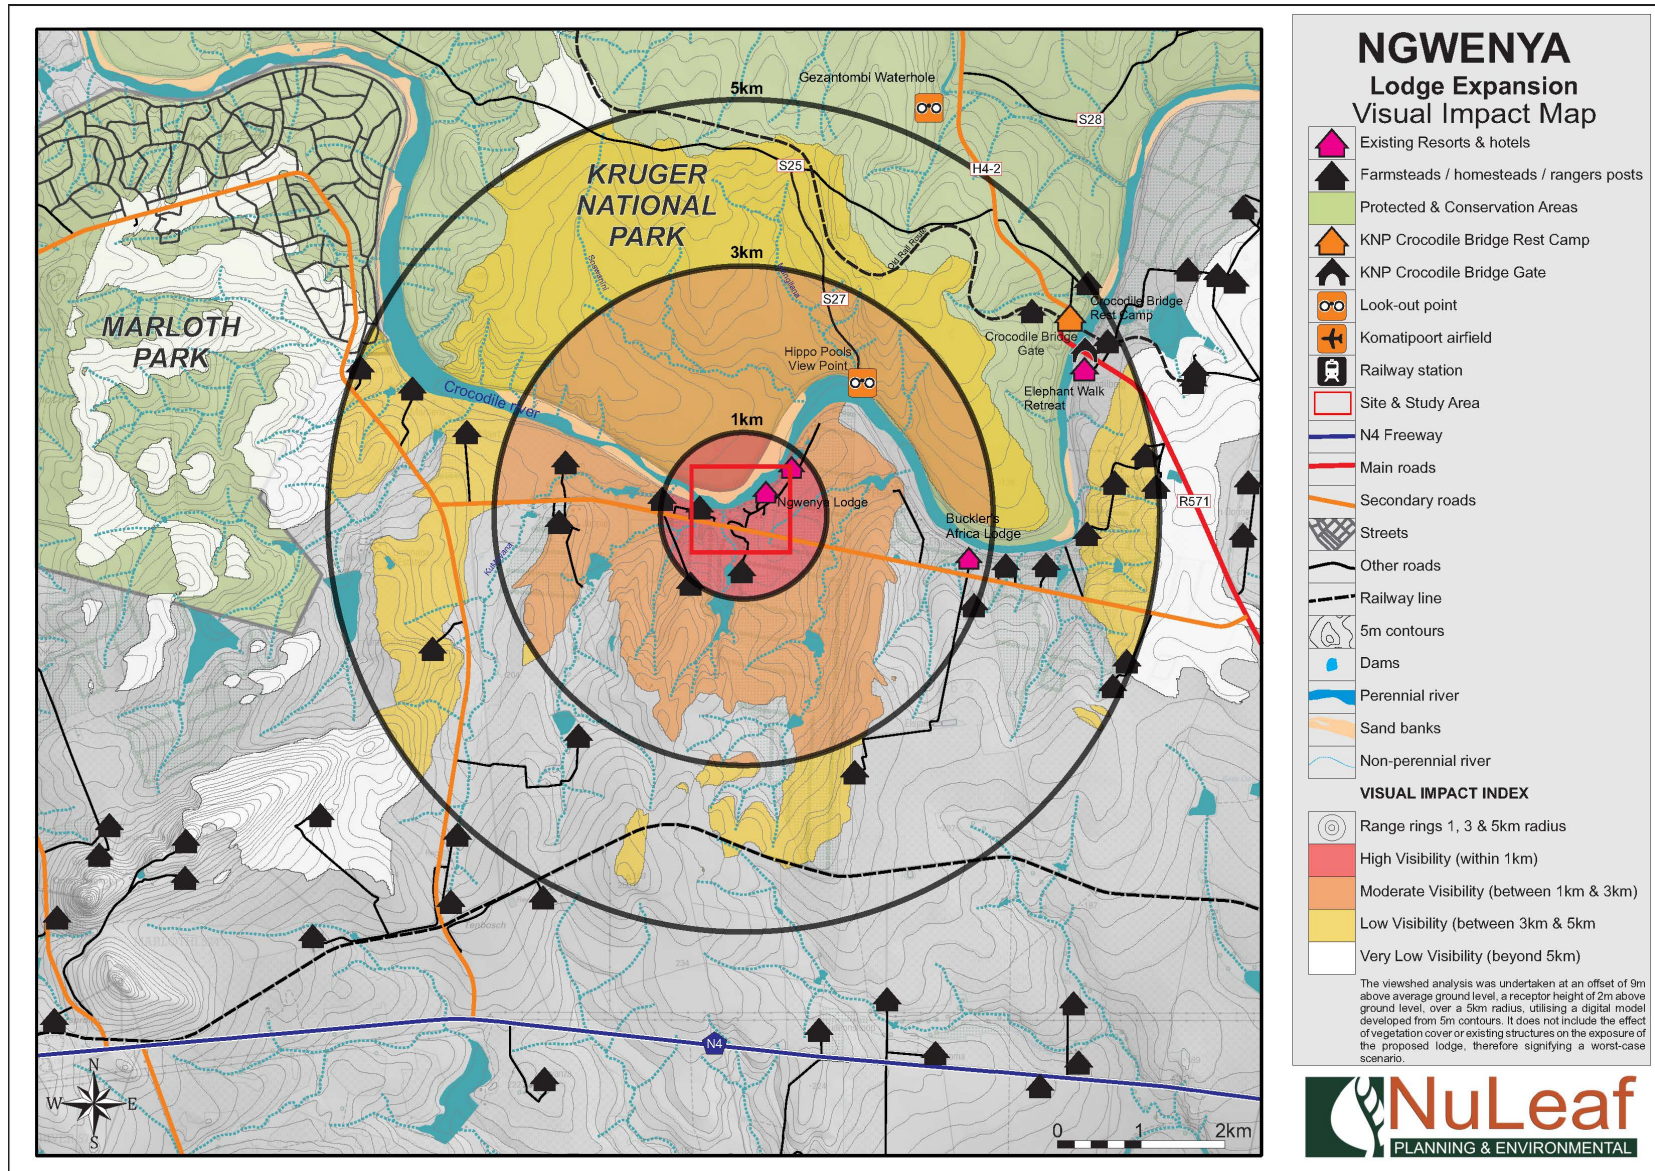 NGWENYA
Lodge Expansion
Visual Impact Map
Existing Resorts & hotels
Farmsteads / homesteads / rangers posts
Protected & Conservation Areas
KNP Crocodile Bridge Rest Camp
KNP Crocodile Bridge Gate
Look-out point
Komatipoort airfield
Railway station
Site & Study Area
N4 Freeway
Main roads
Secondary roads
Streets
Other roads
Railway line
5m contours
Dams
Perennial river
Sand banks
Non-perennial river
VISUAL IMPACT INDEX
Range rings 1, 3 & 5km radius
High Visibility (within 1km)
Moderate Visibility (between 1km & 3km)
Low Visibility (between 3km & 5km
Very Low Visibility (beyond 5km)
The viewshed analysis was undertaken at an offset of 9m
above average ground level, a receptor height of 2m above
ground level, over a 5km radius, utilising a digital model
developed from 5m contours. It does not include the effect
of vegetation cover or existing structures on the exposure of
the proposed lodge, therefore signifying a worst-case
scenario.
NuLeaf
PLANNING & ENVIRONMENTAL
Gezantombi Waterhole
5km
S28
S25
H4-2
KRUGER
NATIONAL
PARK
Old Rail Route
3km
S27
Crocodile Bridge
Rest Camp
MARLOTH
PARK
Crocodile Bridge
Gate
Hippo Pools
View Point
Elephant Walk
Retreat
Crocodile river
1km
Ngwenya Lodge
R571
Buckler's
Africa Lodge
N4
N
W
E
S
0
1
2km